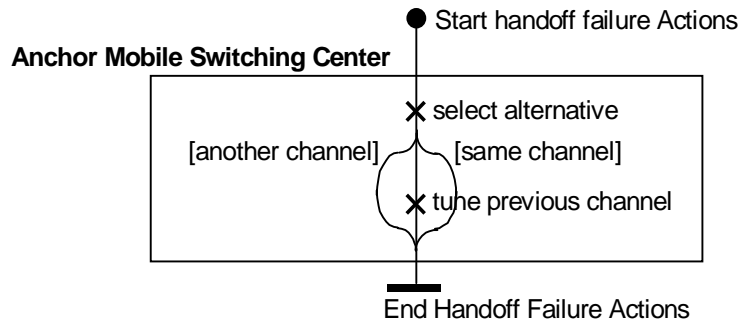 Start handoff failure Actions
Anchor Mobile Switching Center
select alternative
[another channel]
[same channel]
tune previous channel
End Handoff Failure Actions